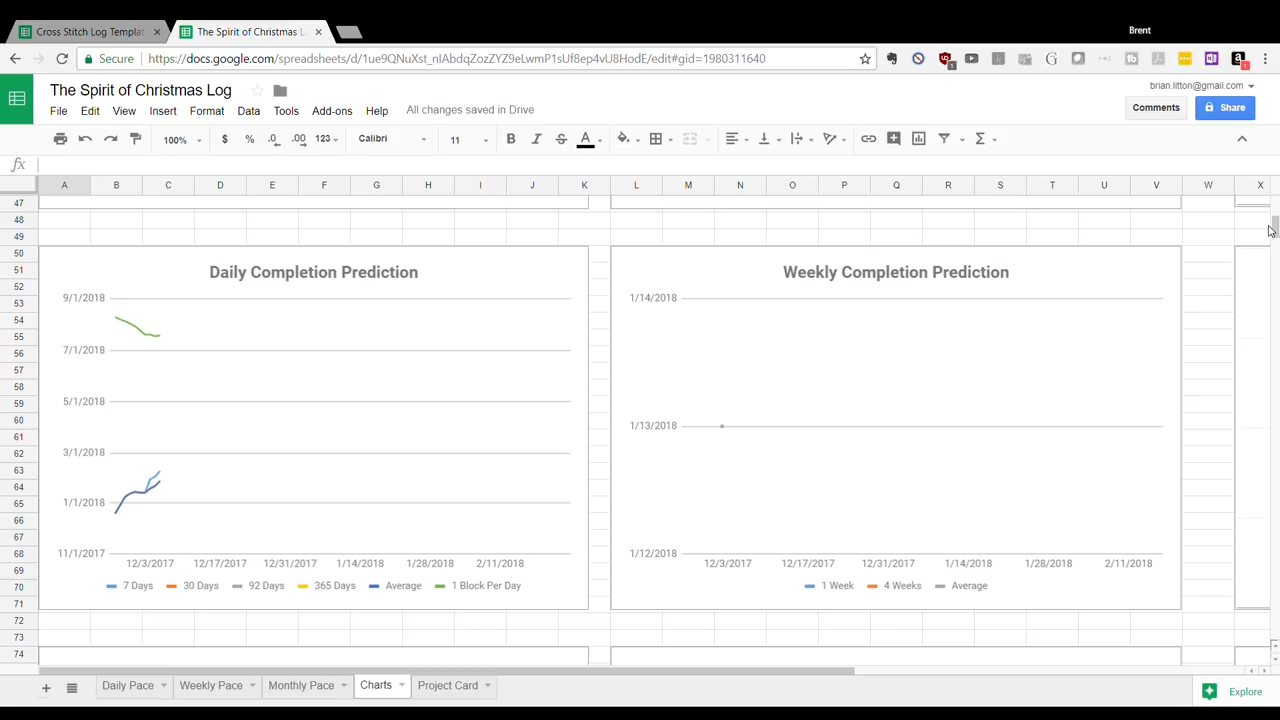 Brent
Cross Stitch Log Templat
The Spirit of Christmas L
Secure https://docs.google.com/spreadsheets/d/1ue9QNuXst_nIAbdqZ_ZYZ9eLwmP1sUf8ep4vU8HodE/edit#gid=1980311640
The Spirit of Christmas Log
brian.litton@gmail.com
File Edit View Insert Format Data Tools Add-ons Help All changes saved in Drive
Comments Share
100% $ % .0 .00 123 Calibri 11 B I S A Σ
fx
A B C D E F G H I J K L M N O P Q R S T U V W X
47
48
49
50
51 Daily Completion Prediction Weekly Completion Prediction
52
53 9/1/2018 1/14/2018
54
55
56 7/1/2018
57
58
59 5/1/2018
60
61 1/13/2018
62 3/1/2018
63
64
65 1/1/2018
66
67
68 11/1/2017 1/12/2018
69 12/3/2017 12/17/2017 12/31/2017 1/14/2018 1/28/2018 2/11/2018 12/3/2017 12/17/2017 12/31/2017 1/14/2018 1/28/2018 2/11/2018
70 7 Days 30 Days 92 Days 365 Days Average 1 Block Per Day 1 Week 4 Weeks Average
71
72
73
74
Daily Pace Weekly Pace Monthly Pace Charts Project Card Explore